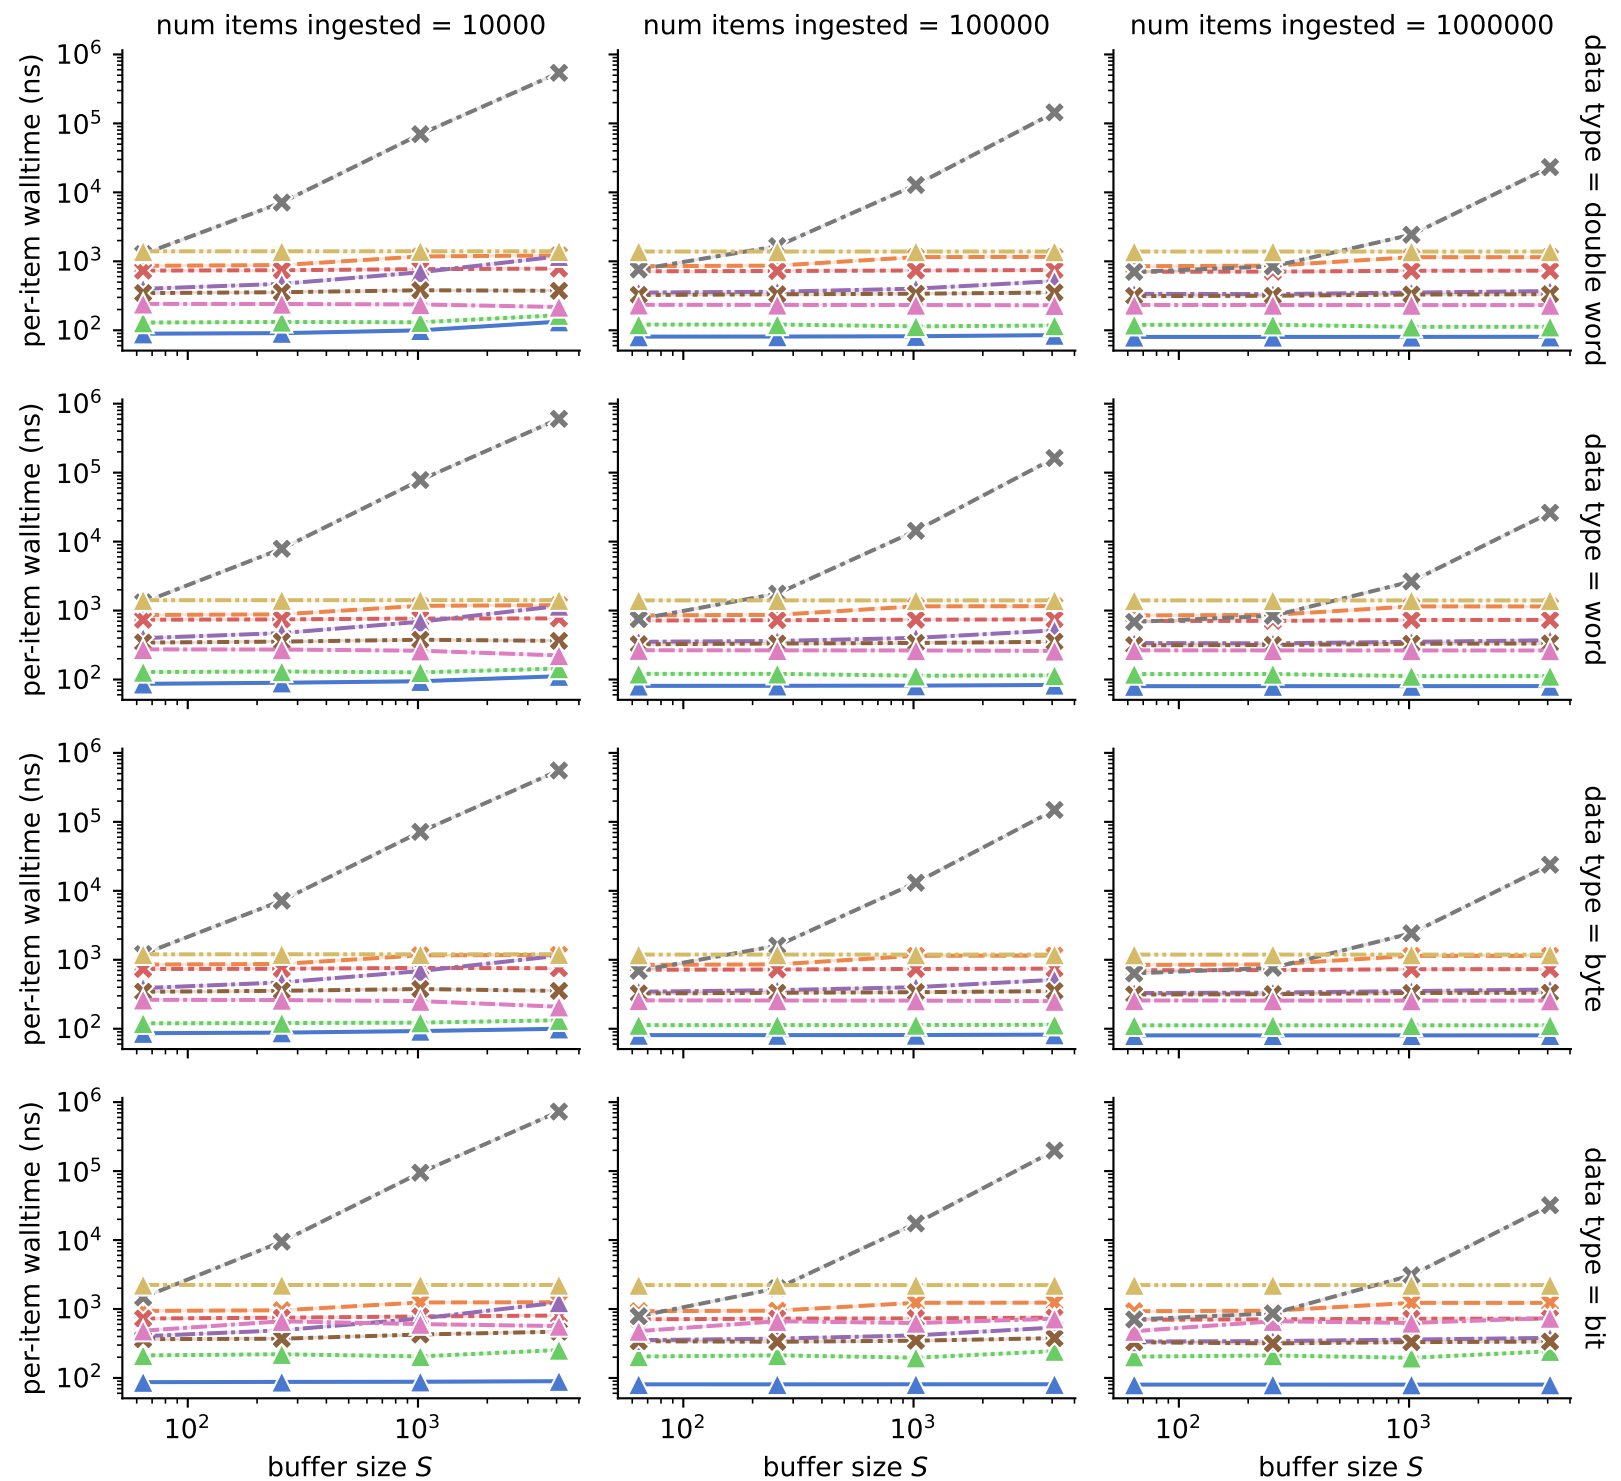 num items ingested = 10000
num items ingested = 100000
num items ingested = 1000000
per-item walltime (ns)
10^6
10^5
10^4
10^3
10^2
data type = double word
per-item walltime (ns)
10^6
10^5
10^4
10^3
10^2
data type = word
per-item walltime (ns)
10^6
10^5
10^4
10^3
10^2
data type = byte
per-item walltime (ns)
10^6
10^5
10^4
10^3
10^2
data type = bit
10^2
10^3
10^2
10^3
10^2
10^3
buffer size S
buffer size S
buffer size S